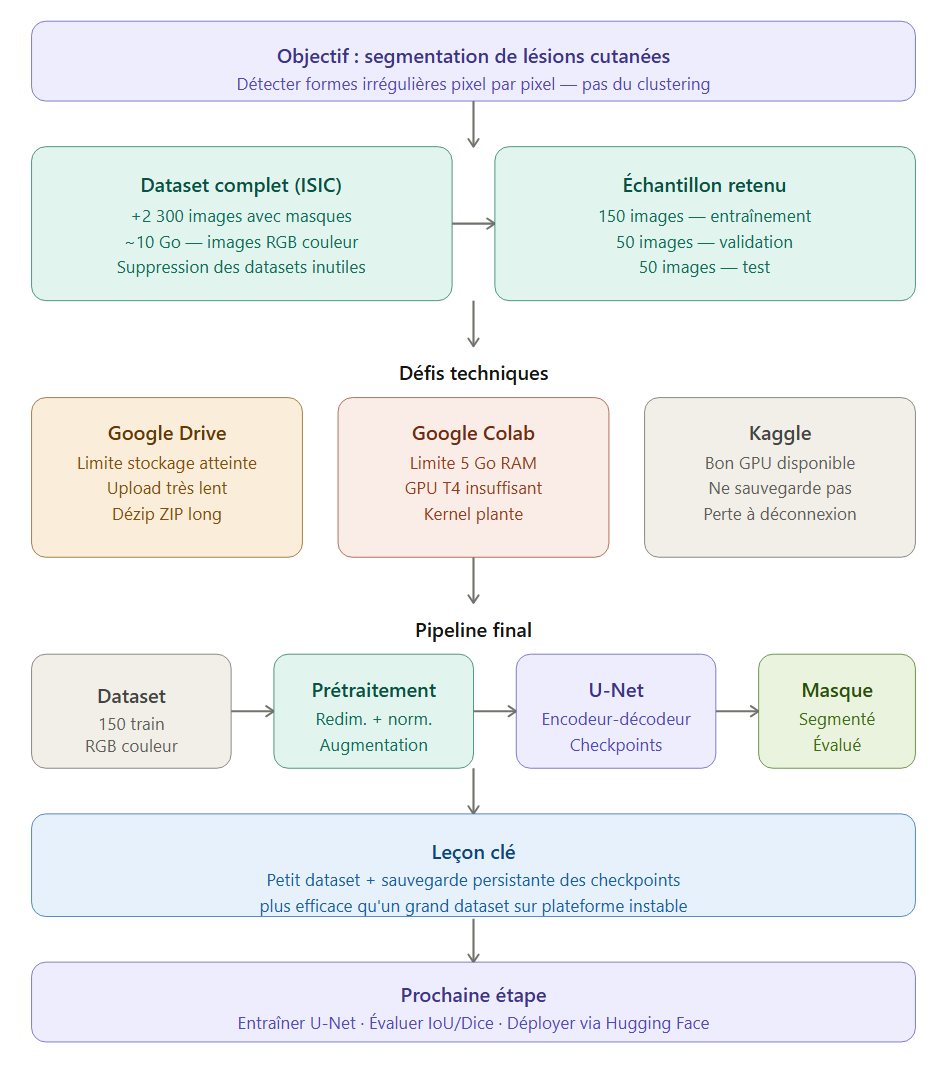 Objectif : segmentation de lésions cutanées
Détecter formes irrégulières pixel par pixel — pas du clustering
Dataset complet (ISIC)
+2 300 images avec masques
~10 Go — images RGB couleur
Suppression des datasets inutiles
Échantillon retenu
150 images — entraînement
50 images — validation
50 images — test
Défis techniques
Google Drive
Limite stockage atteinte
Upload très lent
Dézip ZIP long
Google Colab
Limite 5 Go RAM
GPU T4 insuffisant
Kernel plante
Kaggle
Bon GPU disponible
Ne sauvegarde pas
Perte à déconnexion
Pipeline final
Dataset
150 train
RGB couleur
Prétraitement
Redim. + norm.
Augmentation
U-Net
Encodeur-décodeur
Checkpoints
Masque
Segmenté
Évalué
Leçon clé
Petit dataset + sauvegarde persistante des checkpoints
plus efficace qu'un grand dataset sur plateforme instable
Prochaine étape
Entraîner U-Net · Évaluer IoU/Dice · Déployer via Hugging Face